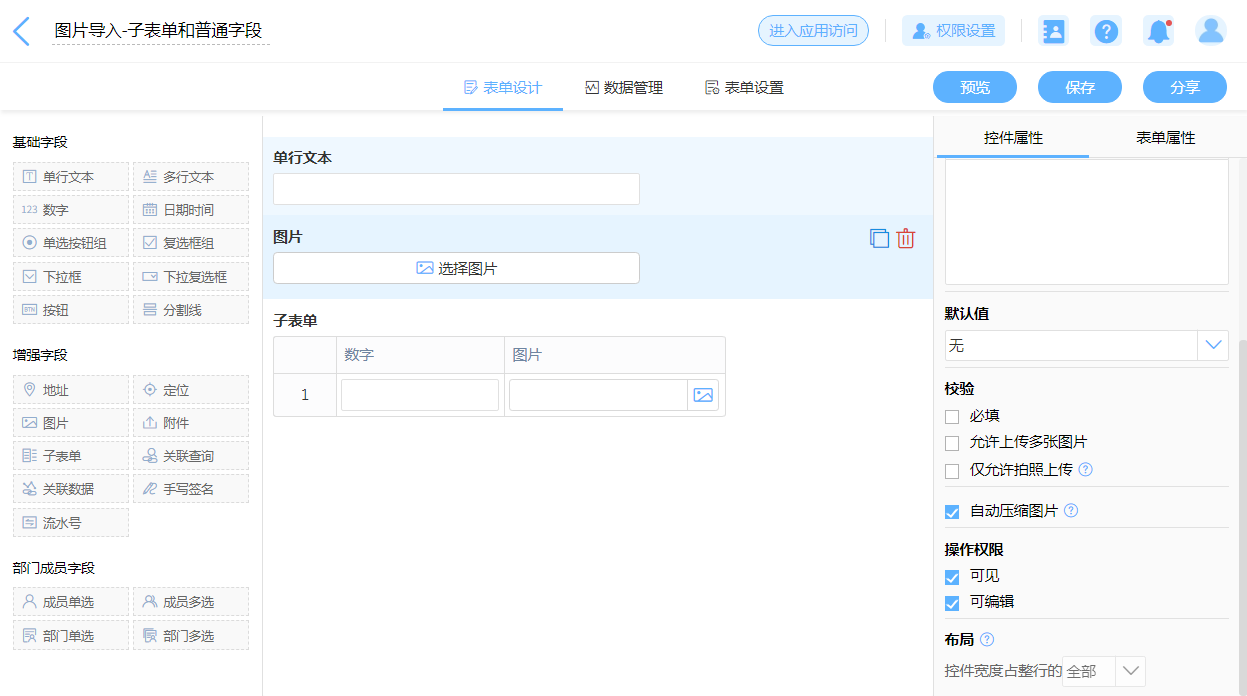 图片导入-子表单和普通字段
进入应用访问
权限设置
表单设计
数据管理
表单设置
预览
保存
分享
基础字段
单行文本
多行文本
123 数字
日期时间
单选按钮组
复选框组
下拉框
下拉复选框
BTN 按钮
分割线
增强字段
地址
定位
图片
附件
子表单
关联查询
关联数据
手写签名
流水号
部门成员字段
成员单选
成员多选
部门单选
部门多选
单行文本
图片
选择图片
子表单
数字 图片
1
控件属性
表单属性
默认值
无
校验
必填
允许上传多张图片
仅允许拍照上传
自动压缩图片
操作权限
可见
可编辑
布局
控件宽度占整行的 全部